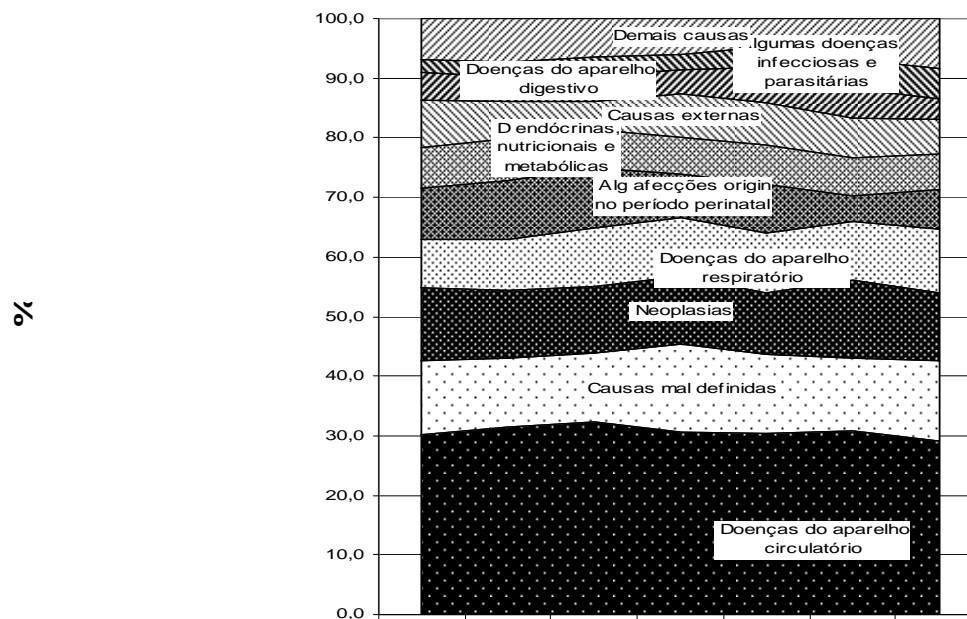 100,0
90,0
80,0
70,0
60,0
50,0
40,0
30,0
20,0
10,0
0,0
%
Demais causas
lgumas doenças
infecciosas e
parasitárias
Doenças do aparelho
digestivo
Causas externas
D endócrinas,
nutricionais e
metabólicas
Alg afecções origin
no período perinatal
Doenças do aparelho
respiratório
Neoplasias
Causas mal definidas
Doenças do aparelho
circulatório